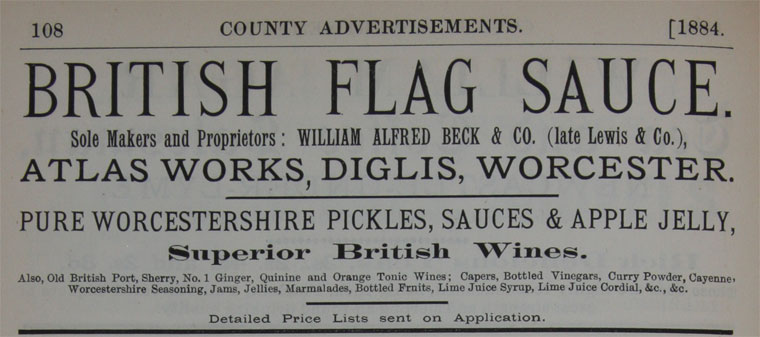 108 COUNTY ADVERTISEMENTS. [1884.
BRITISH FLAG SAUCE.
Sole Makers and Proprietors: WILLIAM ALFRED BECK & CO. (late Lewis & Co.),
ATLAS WORKS, DIGLIS, WORCESTER.
PURE WORCESTERSHIRE PICKLES, SAUCES & APPLE JELLY,
Superior British Wines.
Also, Old British Port, Sherry, No. 1 Ginger, Quinine and Orange Tonic Wines; Capers, Bottled Vinegars, Curry Powder, Cayenne,
Worcestershire Seasoning, Jams, Jellies, Marmalades, Bottled Fruits, Lime Juice Syrup, Lime Juice Cordial, &c., &c.
Detailed Price Lists sent on Application.